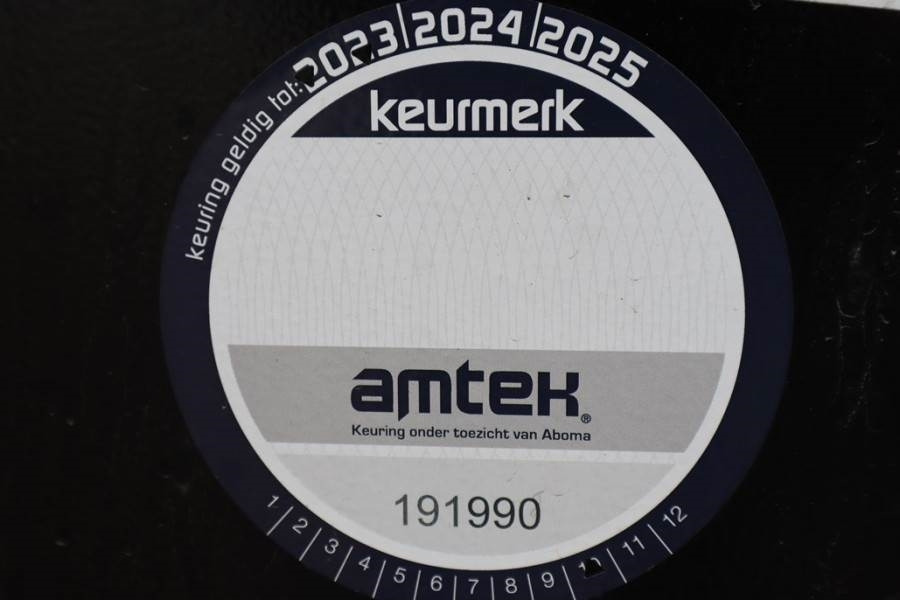 keuring geldig tot: 2023 2024 2025
keurmerk
amtek®
Keuring onder toezicht van Aboma
191990
1 2 3 4 5 6 7 8 9 10 11 12